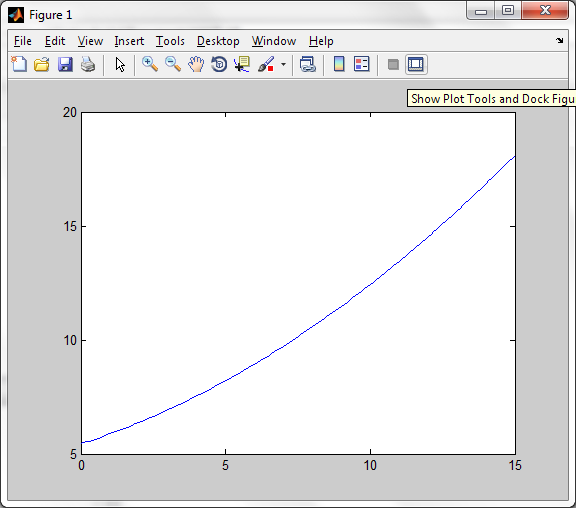 Figure 1
File Edit View Insert Tools Desktop Window Help
Show Plot Tools and Dock Figu
20
15
10
5
0 5 10 15